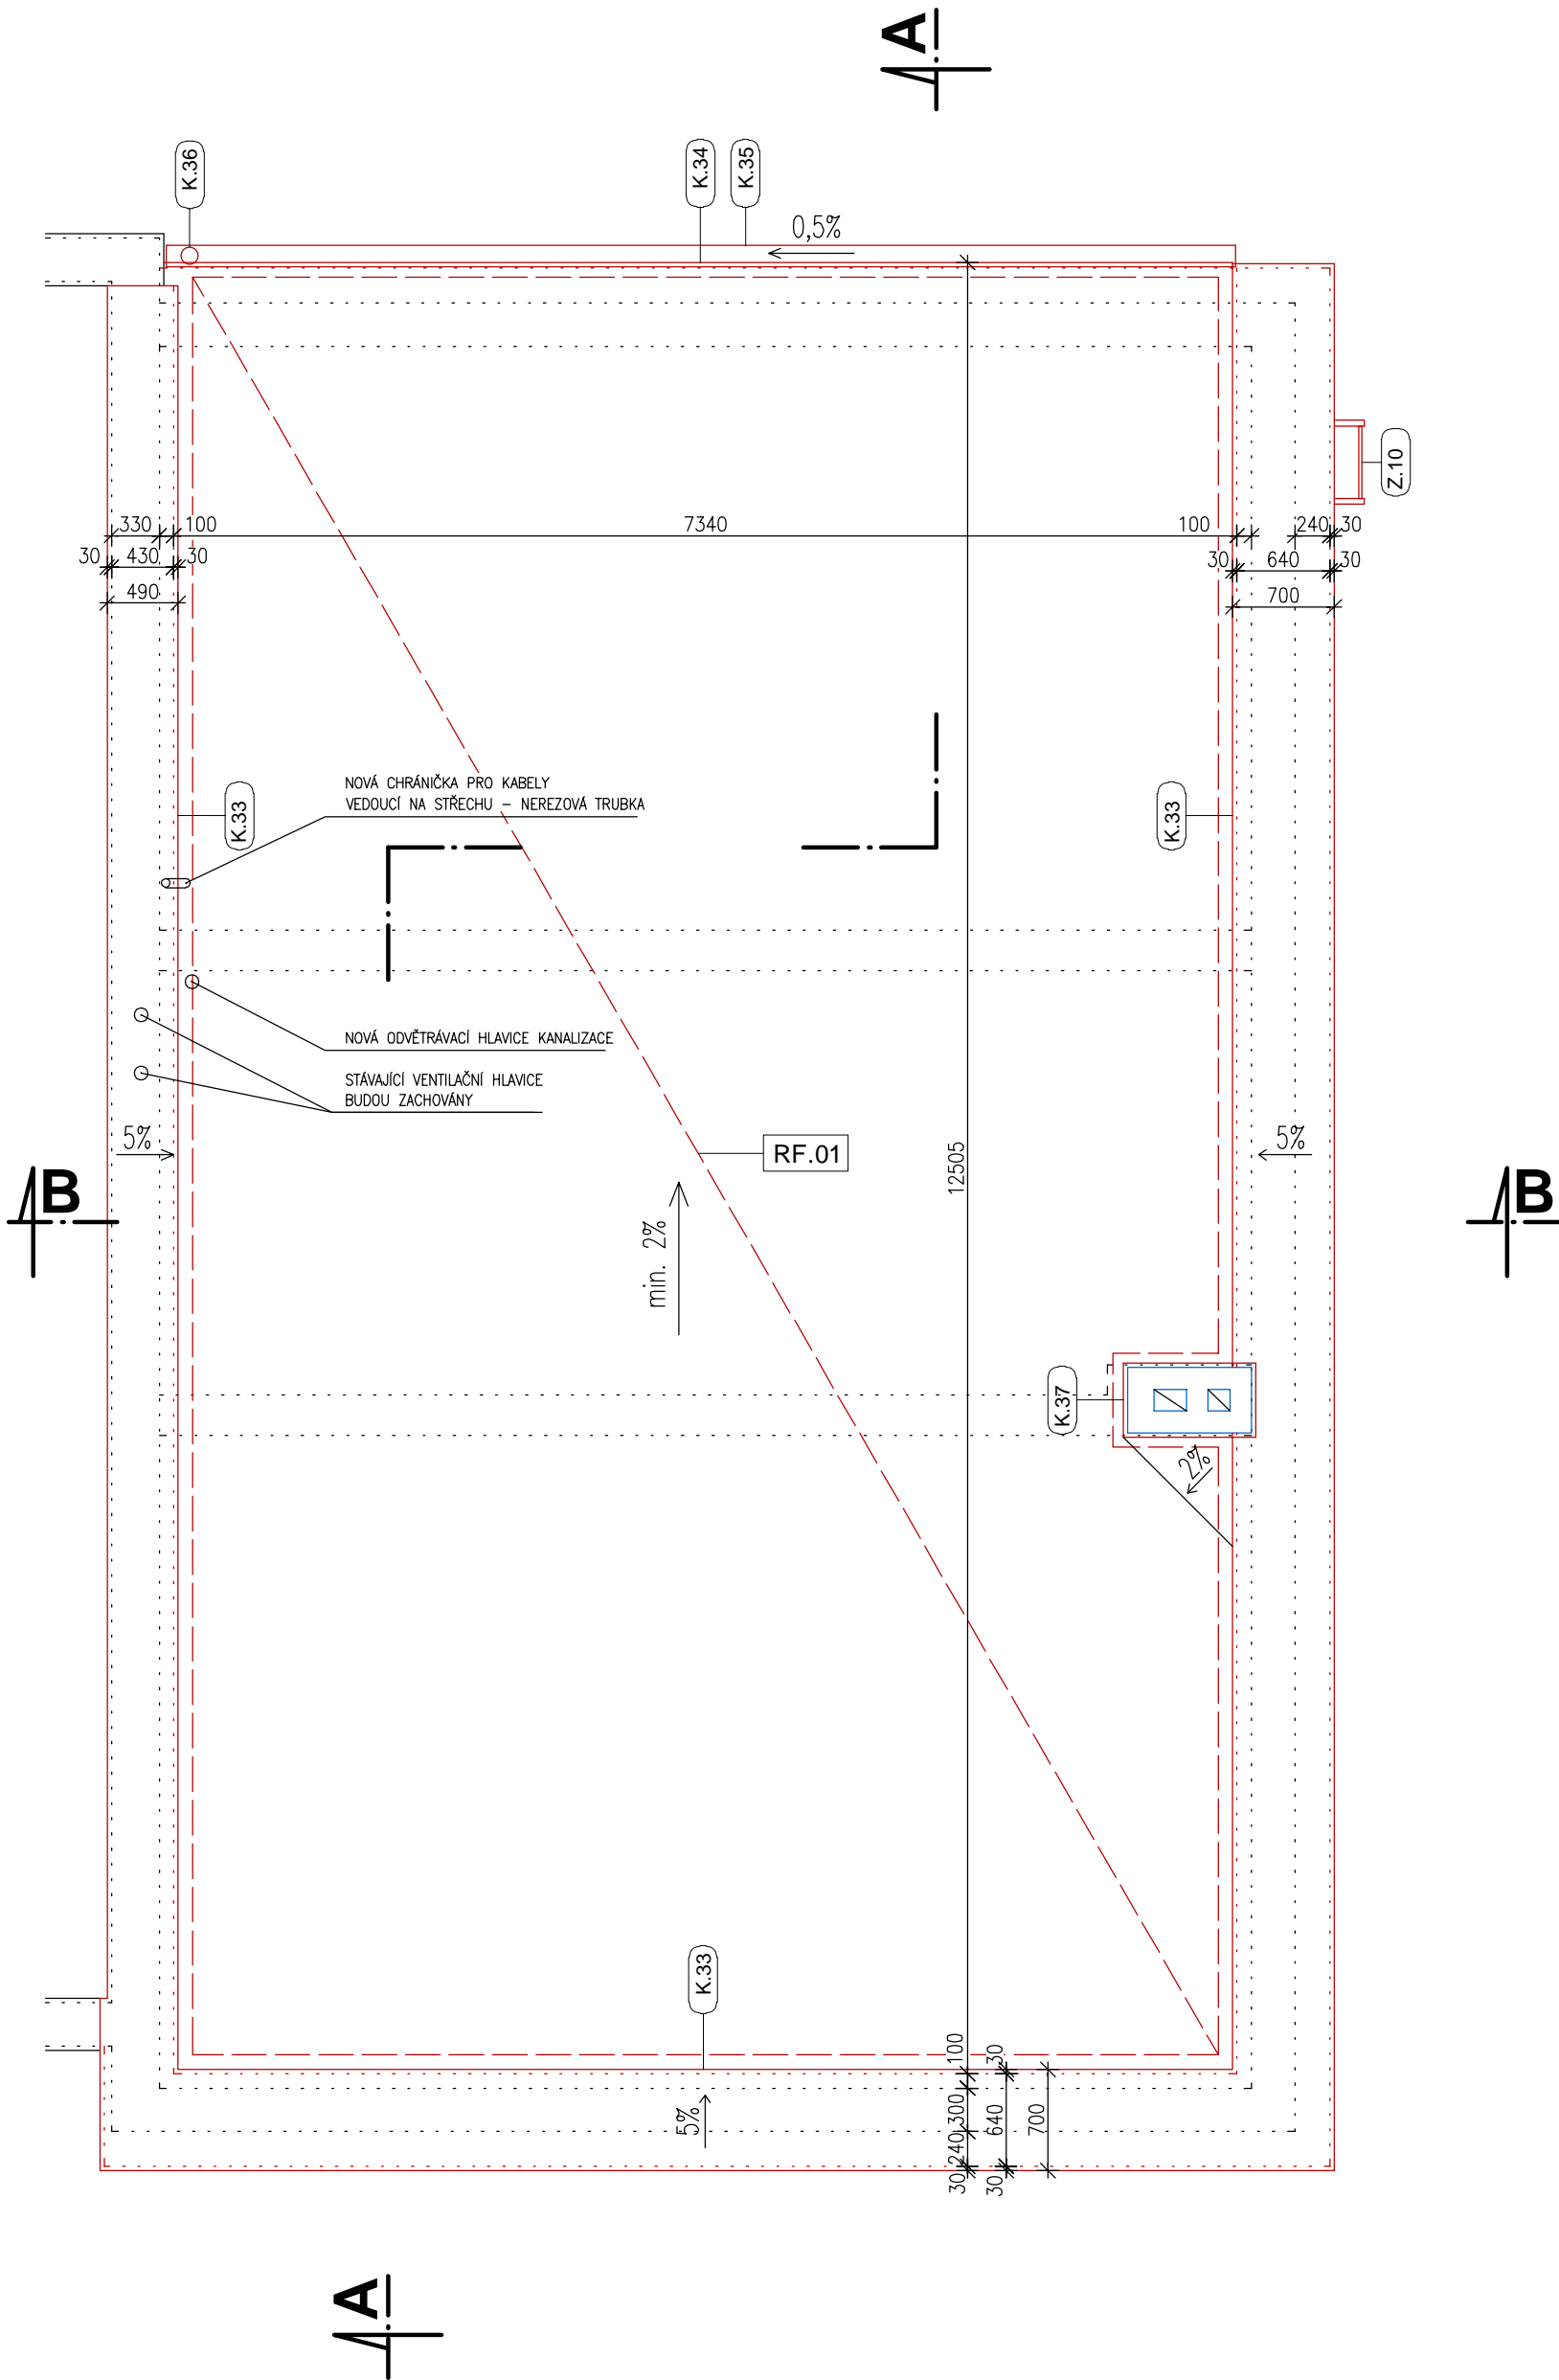 A
K.36
K.34
K.35
0,5%
Z.10
330
100
7340
100
240
30
30
430
30
30
640
30
490
700
NOVÁ CHRÁNIČKA PRO KABELY
VEDOUCÍ NA STŘECHU – NEREZOVÁ TRUBKA
K.33
K.33
NOVÁ ODVĚTRÁVACÍ HLAVICE KANALIZACE
STÁVAJÍCÍ VENTILAČNÍ HLAVICE
BUDOU ZACHOVÁNY
5%
RF.01
12505
5%
B
B
min. 2%
K.37
2%
K.33
100
30
5%
300
640
700
240
30
30
A